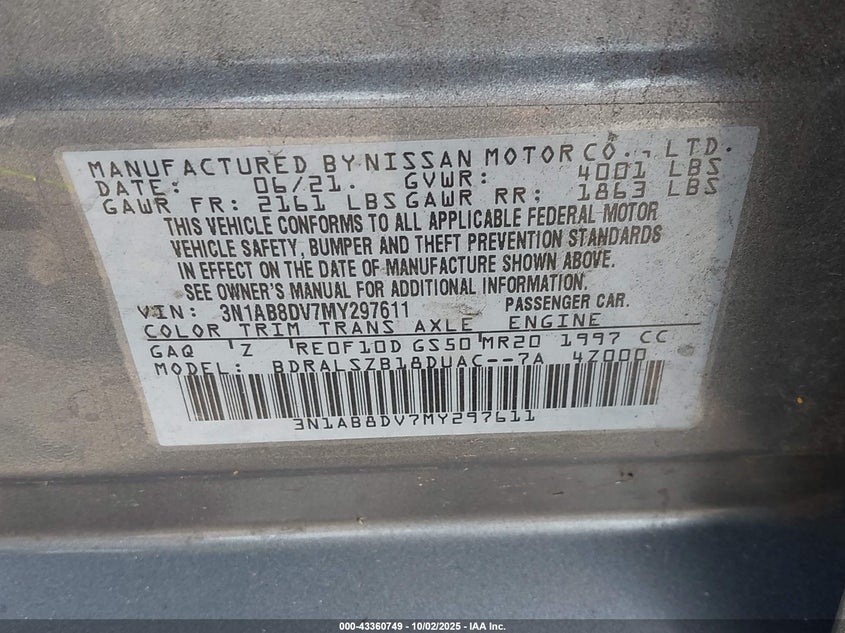 MANUFACTURED BY NISSAN MOTOR CO., LTD.
DATE: 06/21. GVWR: 4001 LBS
GAWR FR: 2161 LBS GAWR RR: 1863 LBS
THIS VEHICLE CONFORMS TO ALL APPLICABLE FEDERAL MOTOR
VEHICLE SAFETY, BUMPER AND THEFT PREVENTION STANDARDS
IN EFFECT ON THE DATE OF MANUFACTURE SHOWN ABOVE.
SEE OWNER'S MANUAL FOR ADDITIONAL INFORMATION.
VIN: 3N1AB8DV7MY297611 PASSENGER CAR.
COLOR TRIM TRANS AXLE ENGINE
GAQ Z RE0F10D GS50 MR20 1997 CC
MODEL: BDRALSZB18DUAC--7A 4Z000
3N1AB8DV7MY297611
000-43360749 - 10/02/2025 - IAA Inc.